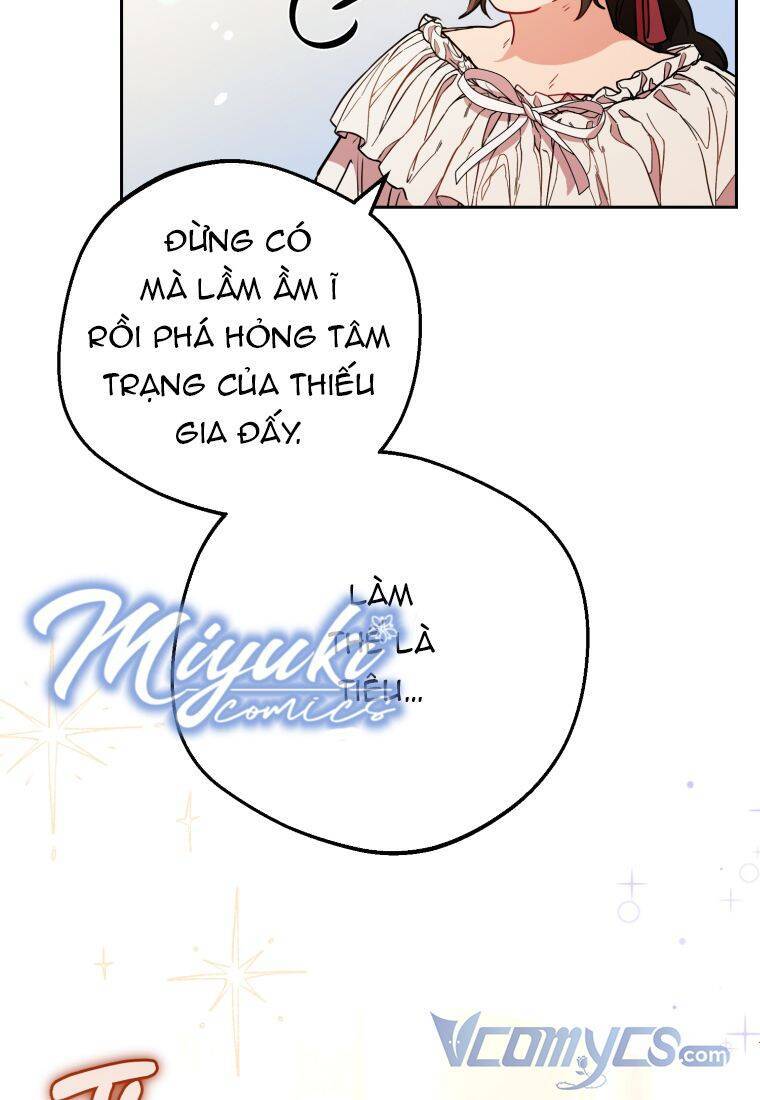 ĐỪNG CÓ
MÀ LẦM ẦM Ĩ
RỒI PHÁ HỎNG TÂM
TRẠNG CỦA THIẾU
GIA ĐẤY.
LÀM
THẾ LÀ
TIÊU...
Miyuki
comics
VCOMYCS.com